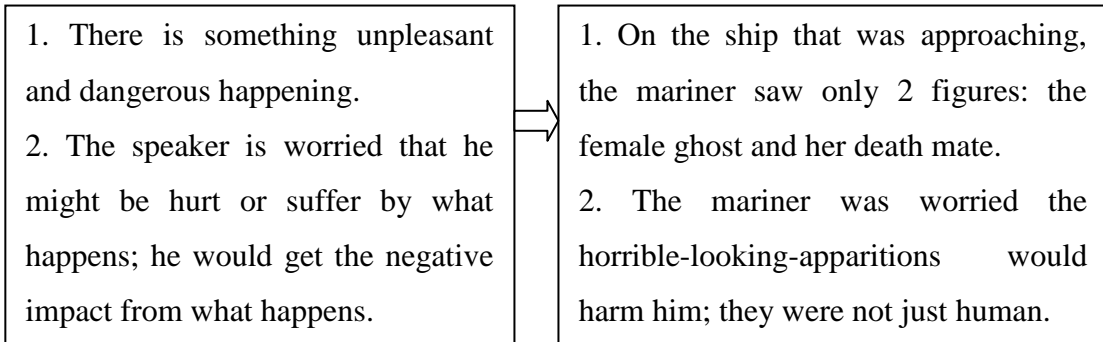 1. There is something unpleasant
and dangerous happening.
2. The speaker is worried that he
might be hurt or suffer by what
happens; he would get the negative
impact from what happens.
1. On the ship that was approaching,
the mariner saw only 2 figures: the
female ghost and her death mate.
2. The mariner was worried the
horrible-looking-apparitions would
harm him; they were not just human.